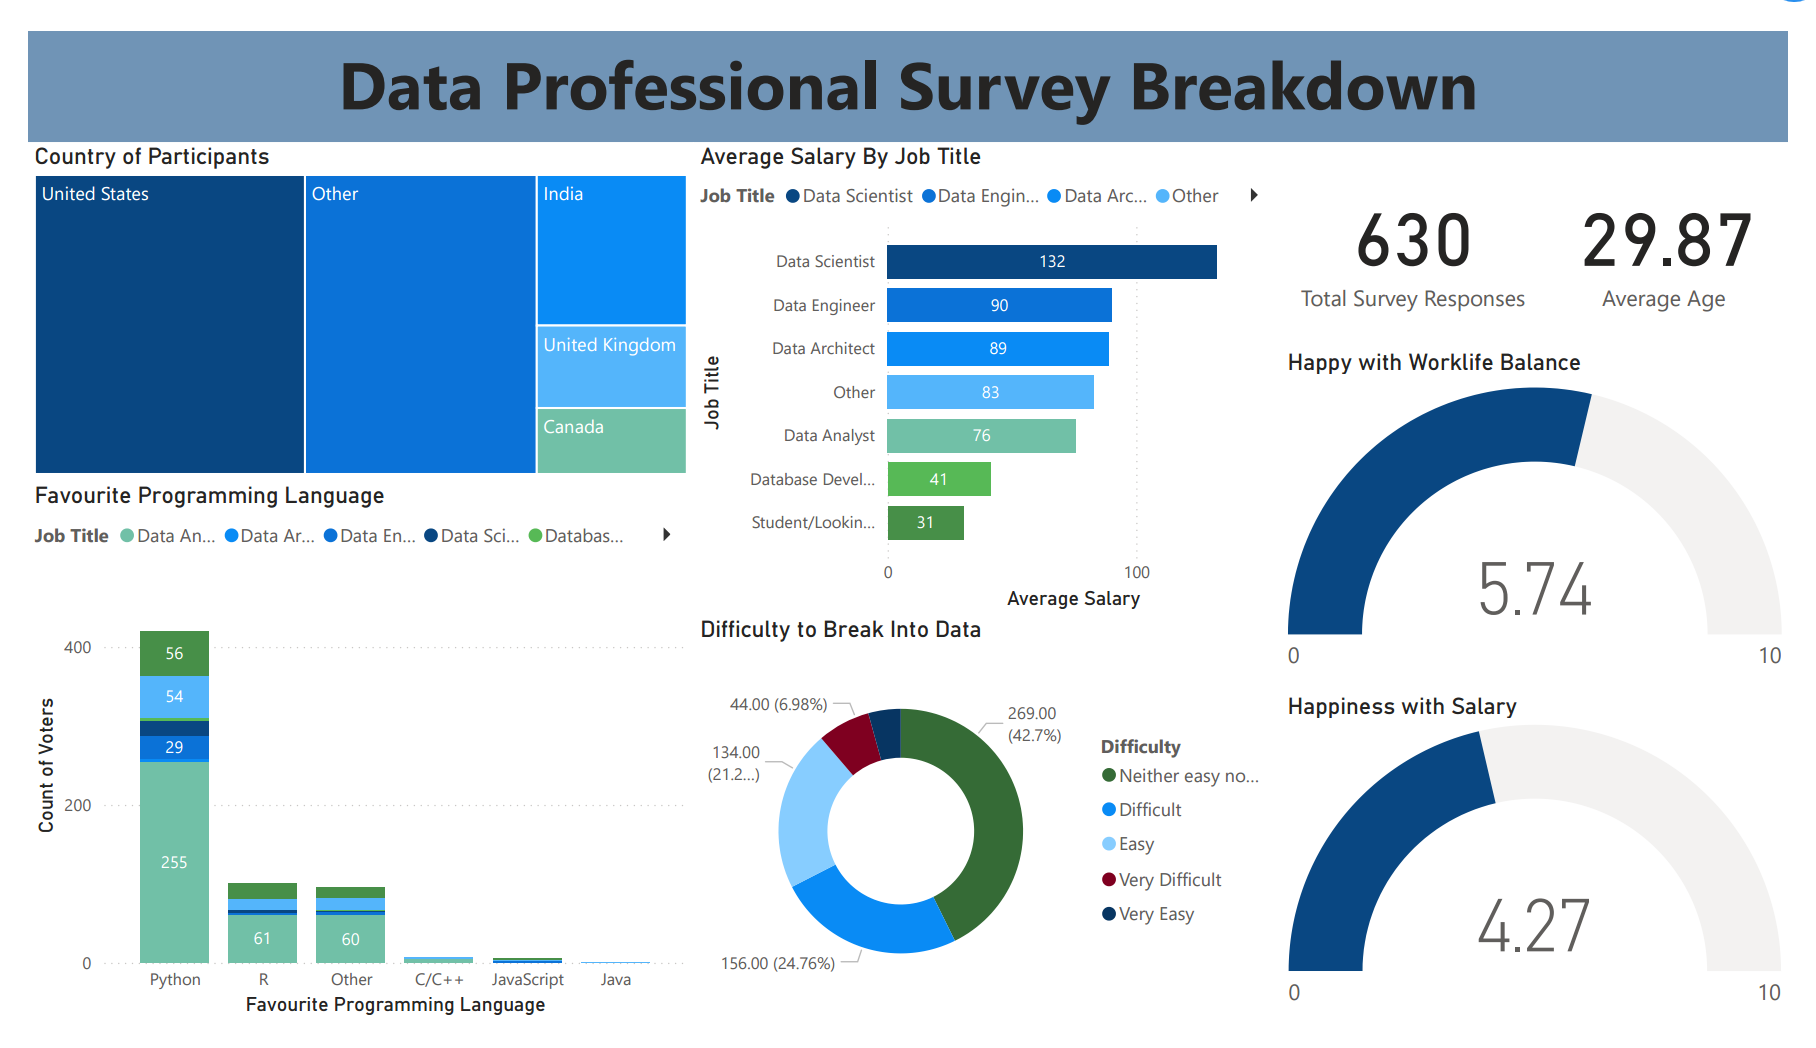 Data Professional Survey Breakdown
Country of Participants
United States
Other
India
United Kingdom
Canada
Favourite Programming Language
Job Title Data An... Data Ar... Data En... Data Sci... Databas...
Count of Voters
400
200
0
56
54
29
255
61
60
Python R Other C/C++ JavaScript Java
Favourite Programming Language
Average Salary By Job Title
Job Title Data Scientist Data Engin... Data Arc... Other
Job Title
Data Scientist 132
Data Engineer 90
Data Architect 89
Other 83
Data Analyst 76
Database Devel... 41
Student/Lookin... 31
0 100
Average Salary
Difficulty to Break Into Data
44.00 (6.98%)
269.00
(42.7%)
134.00
(21.2...)
156.00 (24.76%)
Difficulty
Neither easy no...
Difficult
Easy
Very Difficult
Very Easy
630
Total Survey Responses
29.87
Average Age
Happy with Worklife Balance
5.74
0 10
Happiness with Salary
4.27
0 10